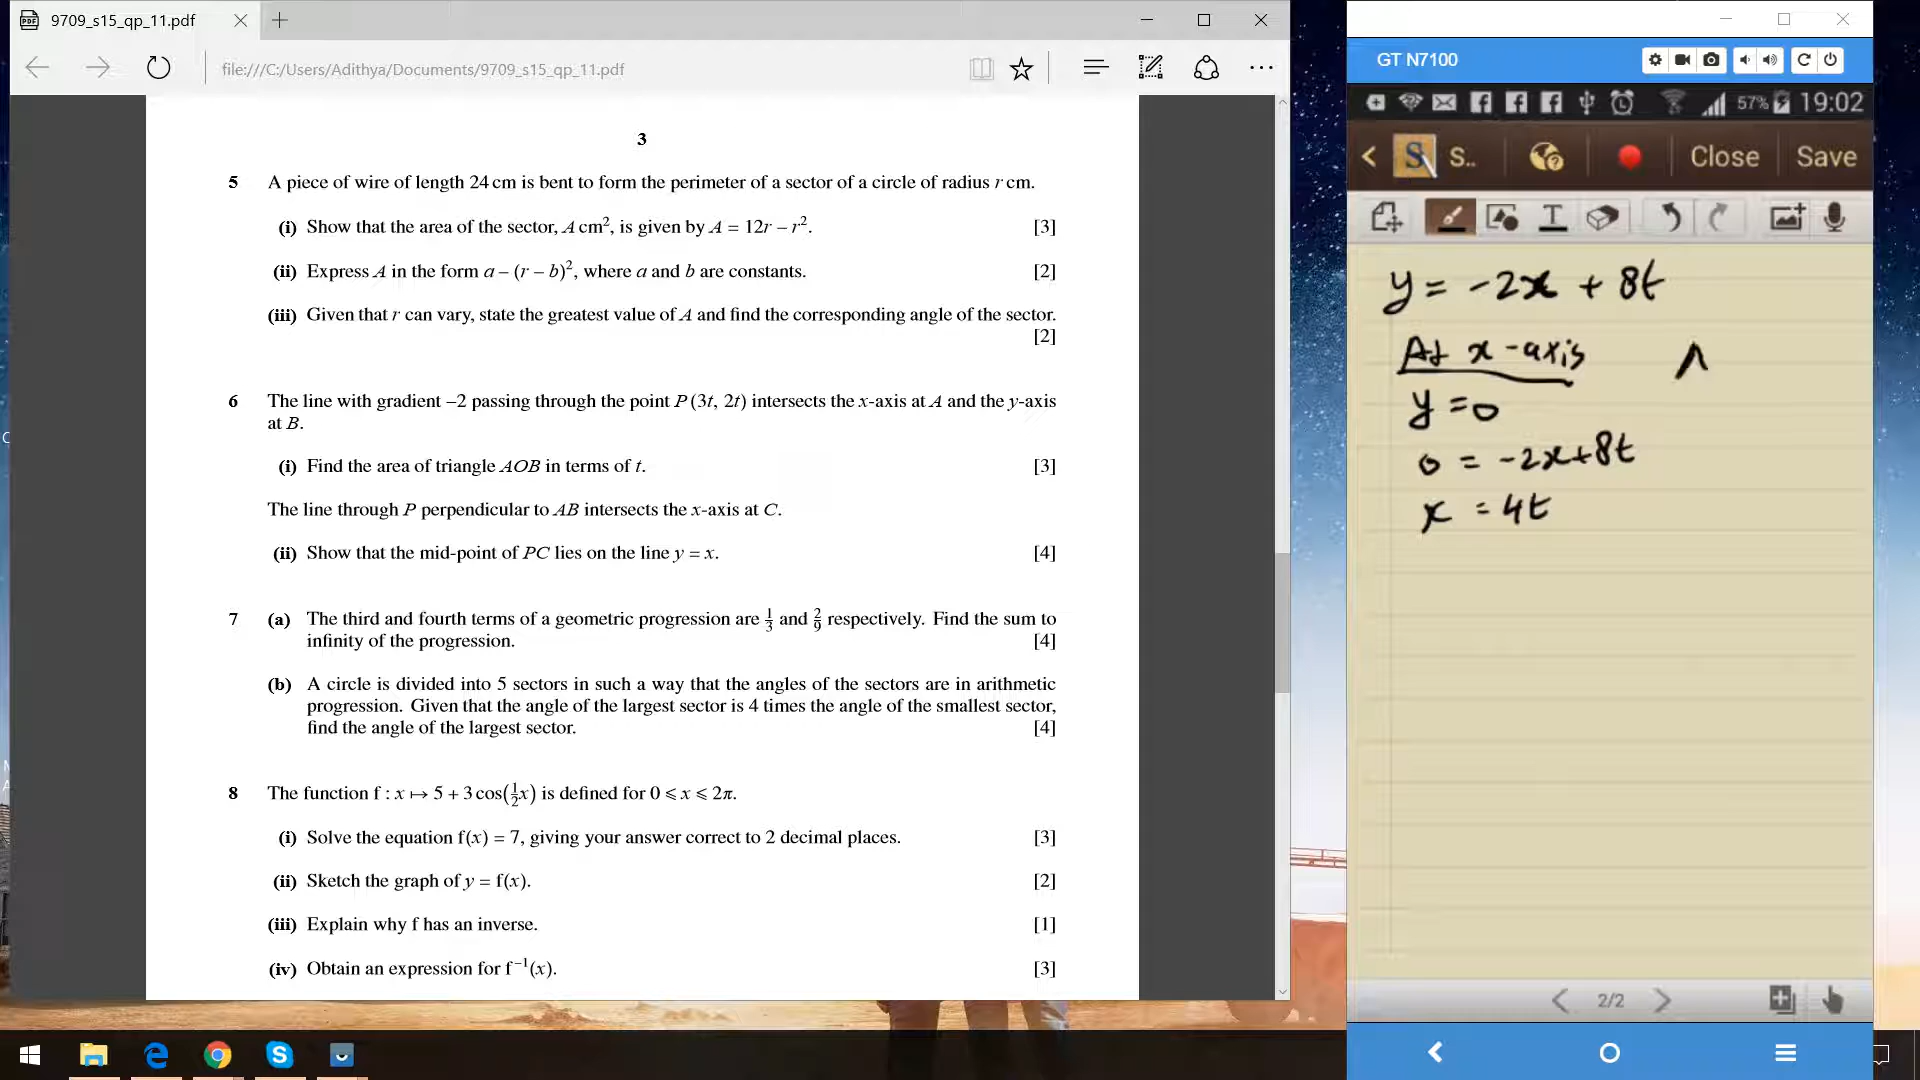 9709_s15_qp_11.pdf
file:///C:/Users/Adithya/Documents/9709_s15_qp_11.pdf
3
5 A piece of wire of length 24 cm is bent to form the perimeter of a sector of a circle of radius r cm.
(i) Show that the area of the sector, A cm², is given by A = 12r − r². [3]
(ii) Express A in the form a − (r − b)², where a and b are constants. [2]
(iii) Given that r can vary, state the greatest value of A and find the corresponding angle of the sector.
[2]
6 The line with gradient −2 passing through the point P (3t, 2t) intersects the x-axis at A and the y-axis
at B.
(i) Find the area of triangle AOB in terms of t. [3]
The line through P perpendicular to AB intersects the x-axis at C.
(ii) Show that the mid-point of PC lies on the line y = x. [4]
7 (a) The third and fourth terms of a geometric progression are 1/3 and 2/9 respectively. Find the sum to
infinity of the progression. [4]
(b) A circle is divided into 5 sectors in such a way that the angles of the sectors are in arithmetic
progression. Given that the angle of the largest sector is 4 times the angle of the smallest sector,
find the angle of the largest sector. [4]
8 The function f : x ↦ 5 + 3 cos(1/2 x) is defined for 0 ⩽ x ⩽ 2π.
(i) Solve the equation f(x) = 7, giving your answer correct to 2 decimal places. [3]
(ii) Sketch the graph of y = f(x). [2]
(iii) Explain why f has an inverse. [1]
(iv) Obtain an expression for f⁻¹(x). [3]
GT N7100
57% 19:02
S S.. Close Save
y = -2x + 8t
At x-axis
y = 0
0 = -2x+8t
x = 4t
2/2